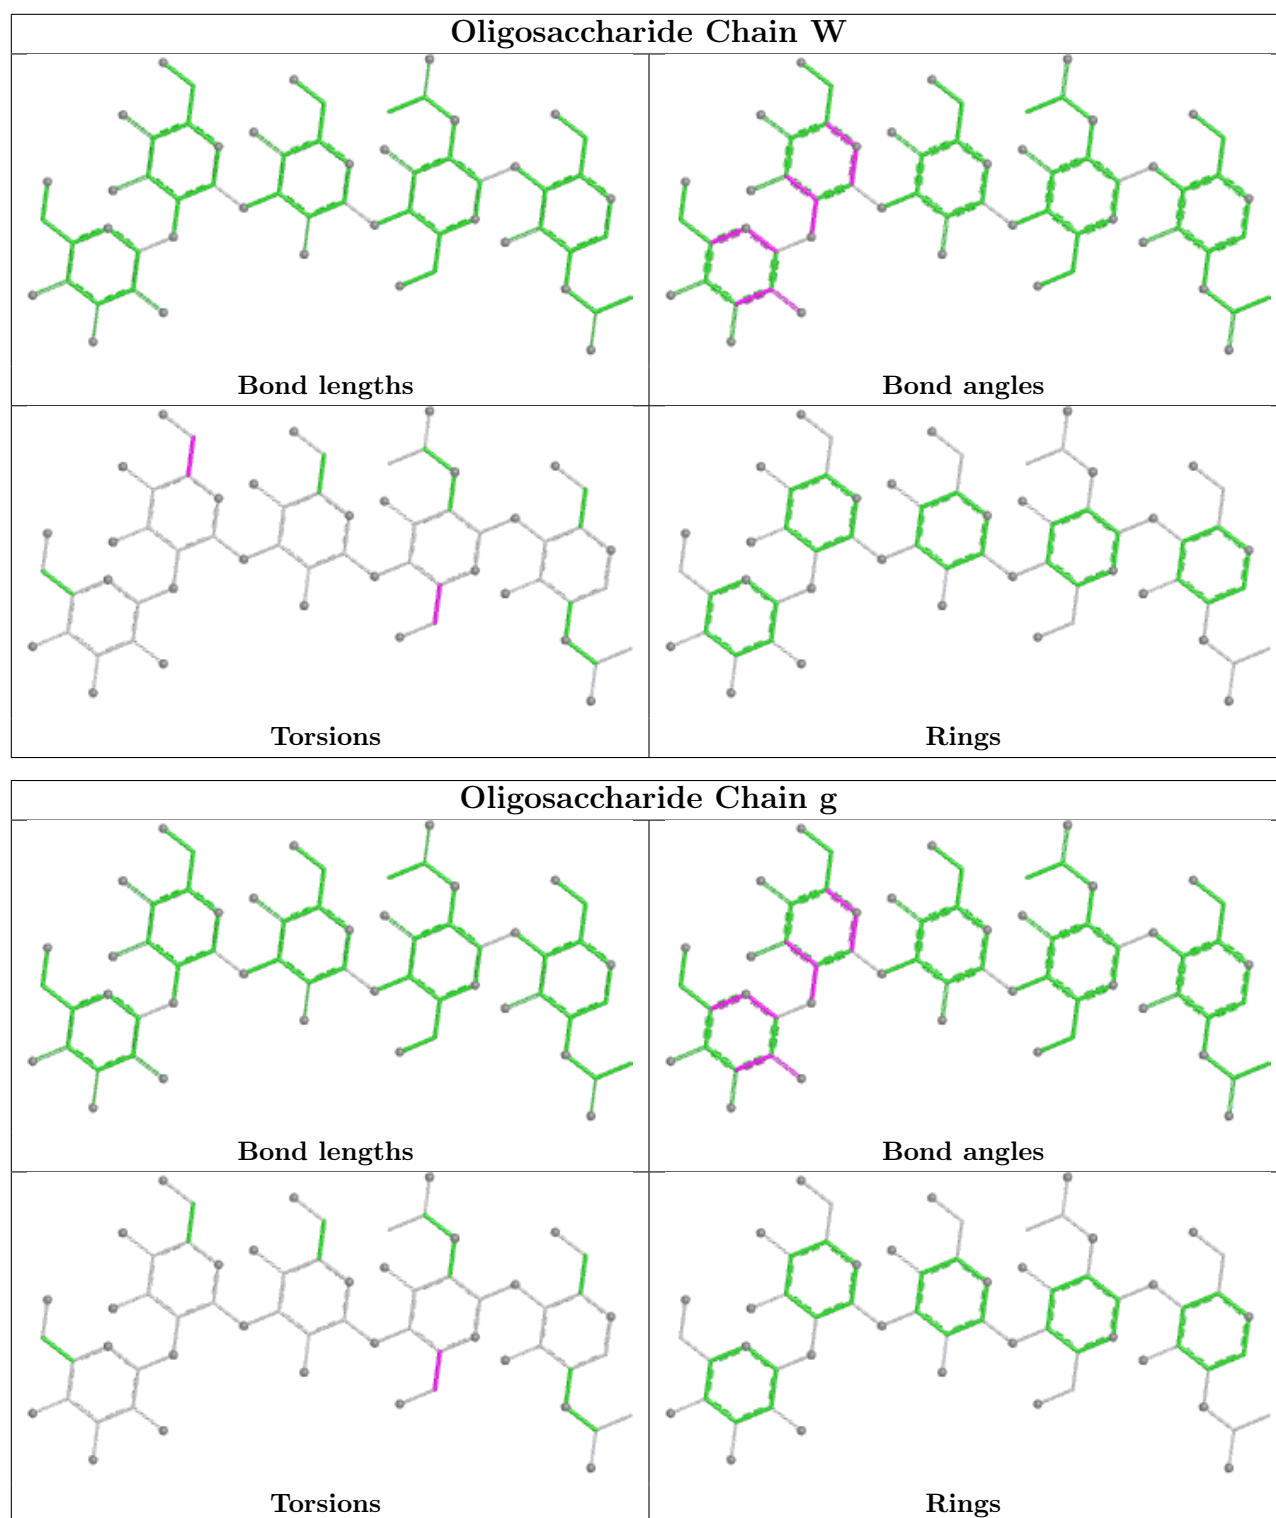 Oligosaccharide Chain W
Bond lengths
Bond angles
Torsions
Rings
Oligosaccharide Chain g
Bond lengths
Bond angles
Torsions
Rings